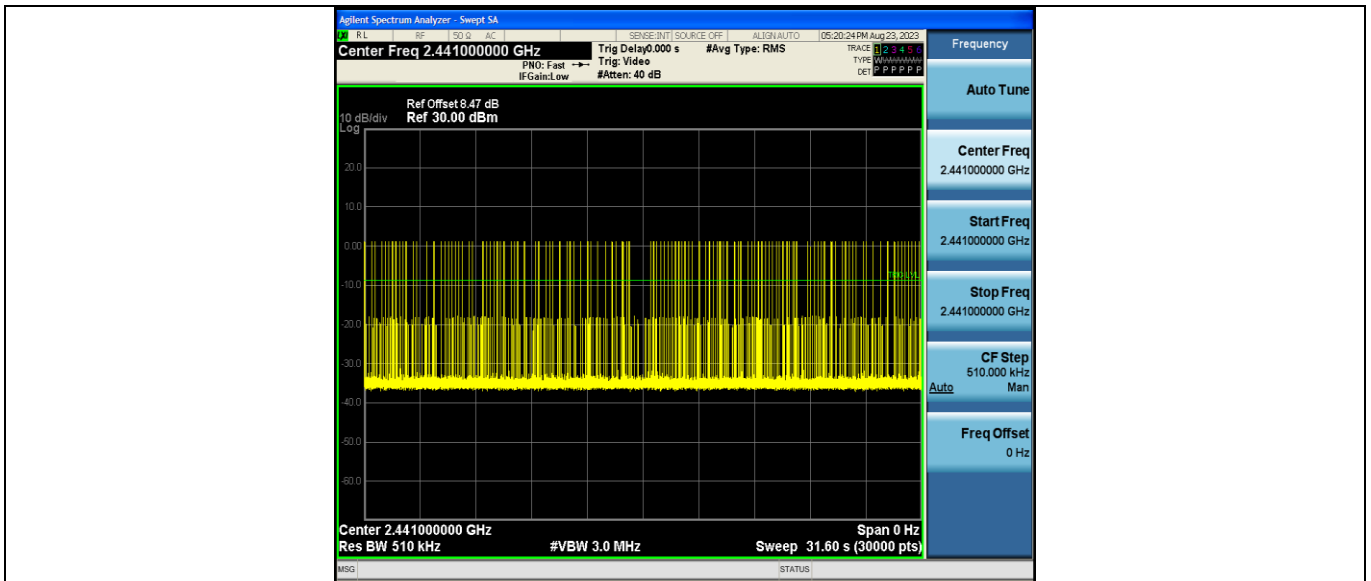 Agilent Spectrum Analyzer - Swept SA
LXI RL RF 50 Ω AC SENSE:INT SOURCE OFF ALIGNAUTO 05:20:24 PM Aug 23, 2023
Center Freq 2.441000000 GHz
PNO: Fast
IFGain:Low
Trig Delay0.000 s
Trig: Video
#Atten: 40 dB
#Avg Type: RMS
TRACE 1 2 3 4 5 6
TYPE
DET P P P P P P
Frequency
Auto Tune
Center Freq
2.441000000 GHz
Start Freq
2.441000000 GHz
Stop Freq
2.441000000 GHz
CF Step
510.000 kHz
Auto Man
Freq Offset
0 Hz
Ref Offset 8.47 dB
10 dB/div Ref 30.00 dBm
Log
20.0
10.0
0.00
-10.0
-20.0
-30.0
-40.0
-50.0
-60.0
TRIG LVL
Center 2.441000000 GHz Span 0 Hz
Res BW 510 kHz #VBW 3.0 MHz Sweep 31.60 s (30000 pts)
MSG STATUS